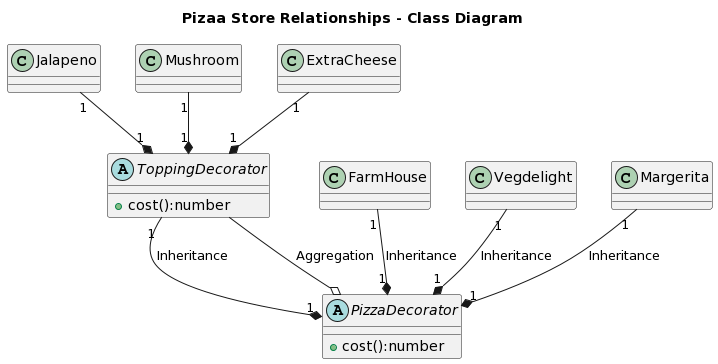 Pizaa Store Relationships - Class Diagram
C Jalapeno
C Mushroom
C ExtraCheese
1
1
1
1
1
1
A ToppingDecorator
cost():number
C FarmHouse
C Vegdelight
C Margerita
1
1
1
1
Inheritance
Aggregation
Inheritance
Inheritance
Inheritance
1
1
1
1
A PizzaDecorator
cost():number